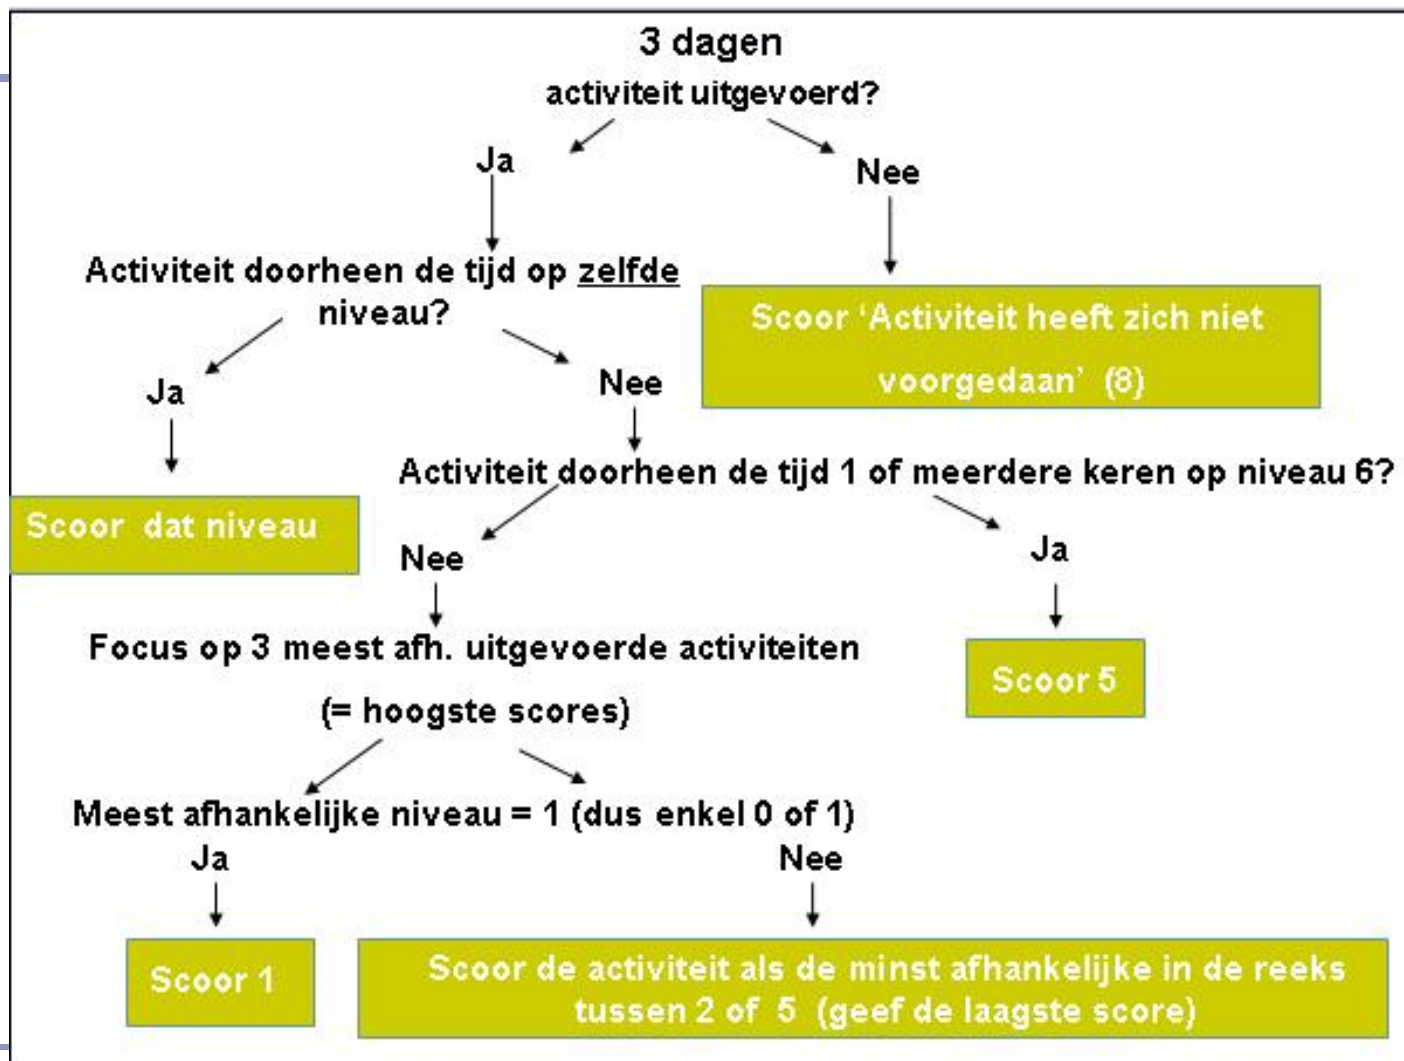 3 dagen
activiteit uitgevoerd?
Ja
Nee
Activiteit doorheen de tijd op zelfde
niveau?
Scoor ‘Activiteit heeft zich niet
voorgedaan’ (8)
Ja
Nee
Activiteit doorheen de tijd 1 of meerdere keren op niveau 6?
Scoor dat niveau
Nee
Ja
Focus op 3 meest afh. uitgevoerde activiteiten
(= hoogste scores)
Scoor 5
Meest afhankelijke niveau = 1 (dus enkel 0 of 1)
Ja
Nee
Scoor 1
Scoor de activiteit als de minst afhankelijke in de reeks
tussen 2 of 5 (geef de laagste score)